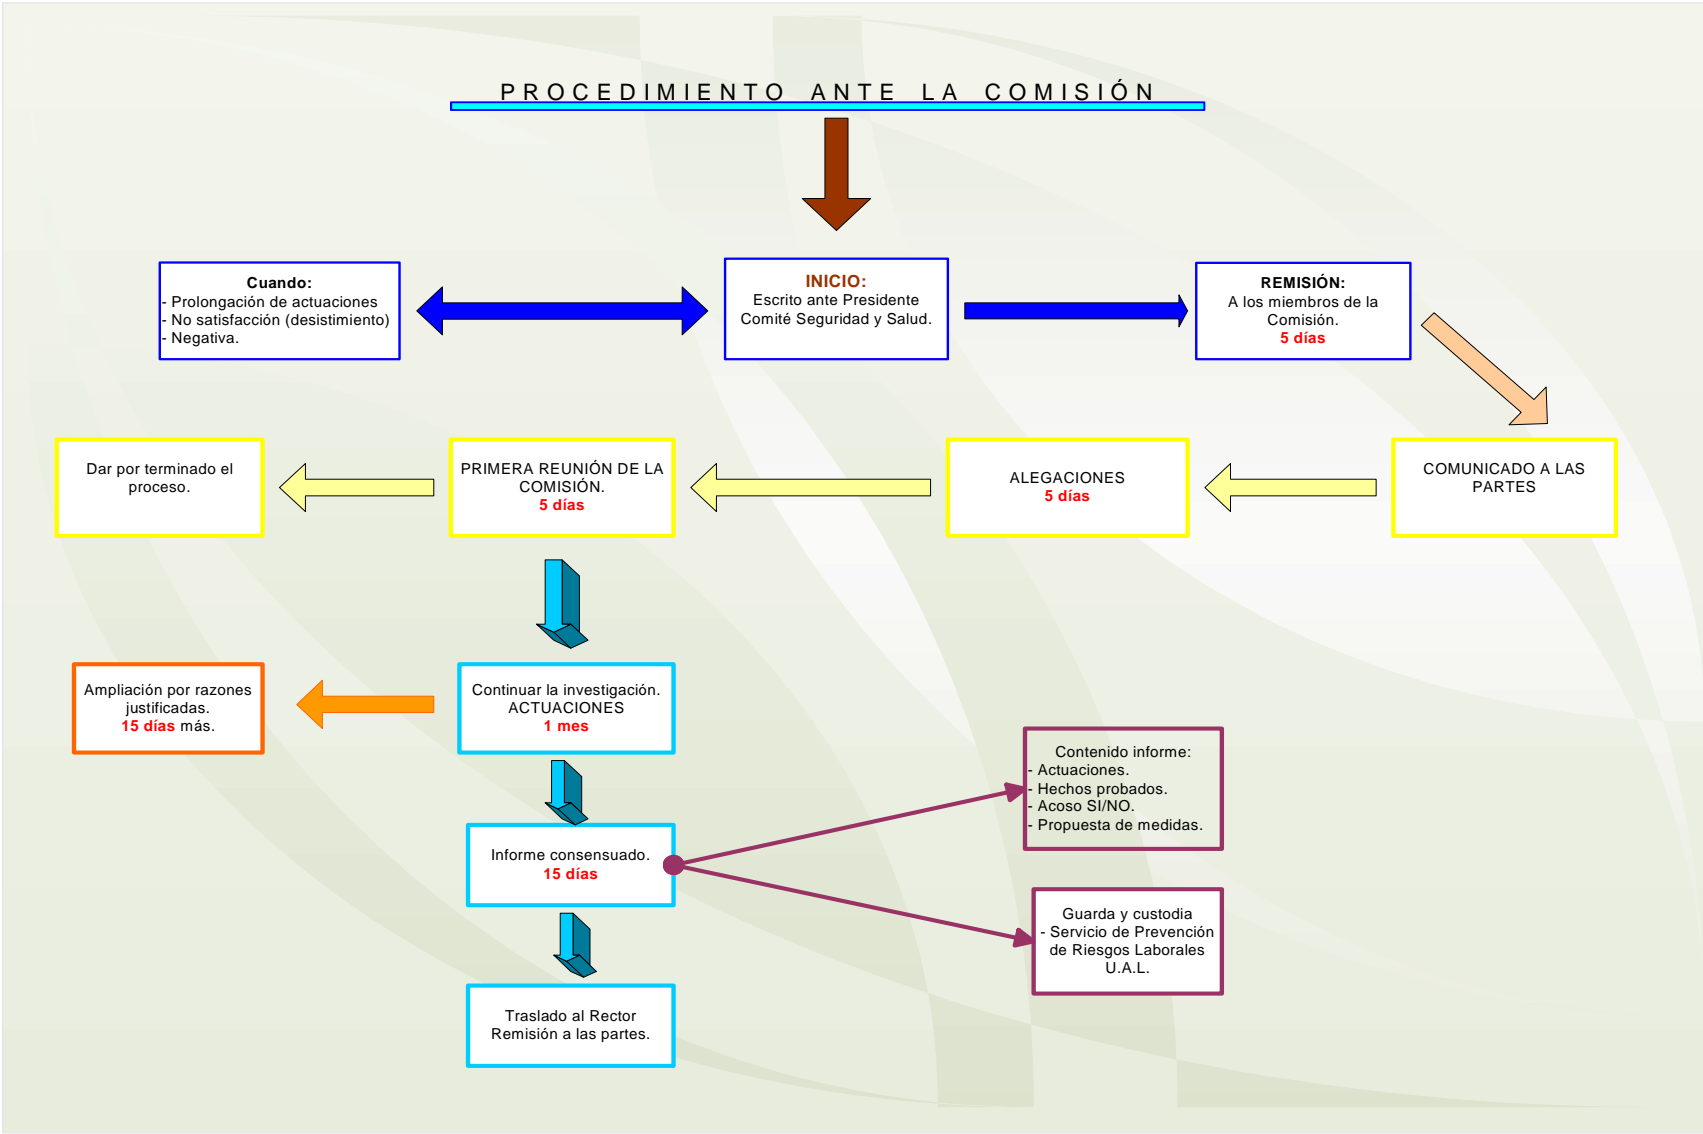 PROCEDIMIENTO ANTE LA COMISIÓN
Cuando:
- Prolongación de actuaciones
- No satisfacción (desistimiento)
- Negativa.
INICIO:
Escrito ante Presidente
Comité Seguridad y Salud.
REMISIÓN:
A los miembros de la
Comisión.
5 días
Dar por terminado el
proceso.
PRIMERA REUNIÓN DE LA
COMISIÓN.
5 días
ALEGACIONES
5 días
COMUNICADO A LAS
PARTES
Ampliación por razones
justificadas.
15 días más.
Continuar la investigación.
ACTUACIONES
1 mes
Contenido informe:
- Actuaciones.
- Hechos probados.
- Acoso SI/NO.
- Propuesta de medidas.
Informe consensuado.
15 días
Guarda y custodia
- Servicio de Prevención
de Riesgos Laborales
U.A.L.
Traslado al Rector
Remisión a las partes.